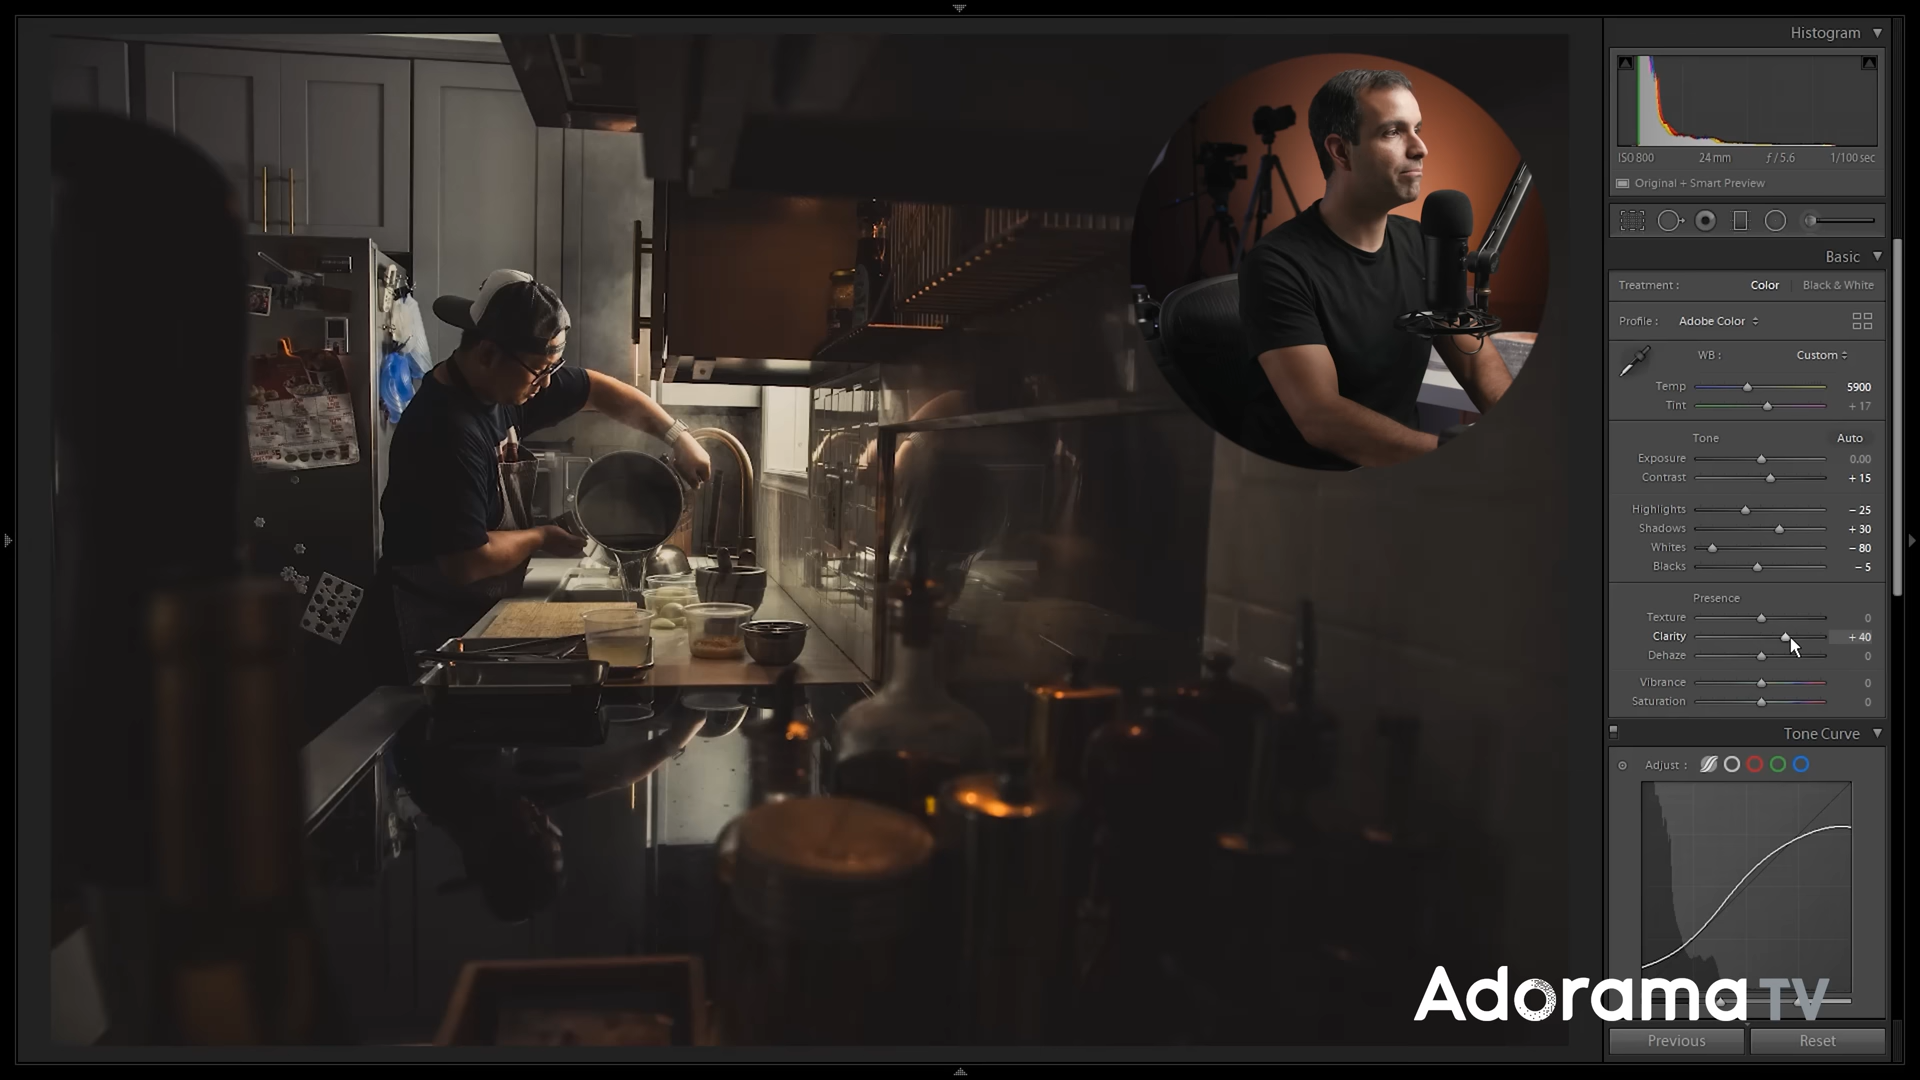 Histogram
ISO 800 24 mm ƒ / 5.6 1/100 sec
Original + Smart Preview
Basic
Treatment : Color Black & White
Profile : Adobe Color
WB : Custom
Temp 5900
Tint + 17
Tone Auto
Exposure 0.00
Contrast + 15
Highlights − 25
Shadows + 30
Whites − 80
Blacks − 5
Presence
Texture 0
Clarity + 40
Dehaze 0
Vibrance 0
Saturation 0
Tone Curve
Adjust :
Adorama TV
Previous Reset